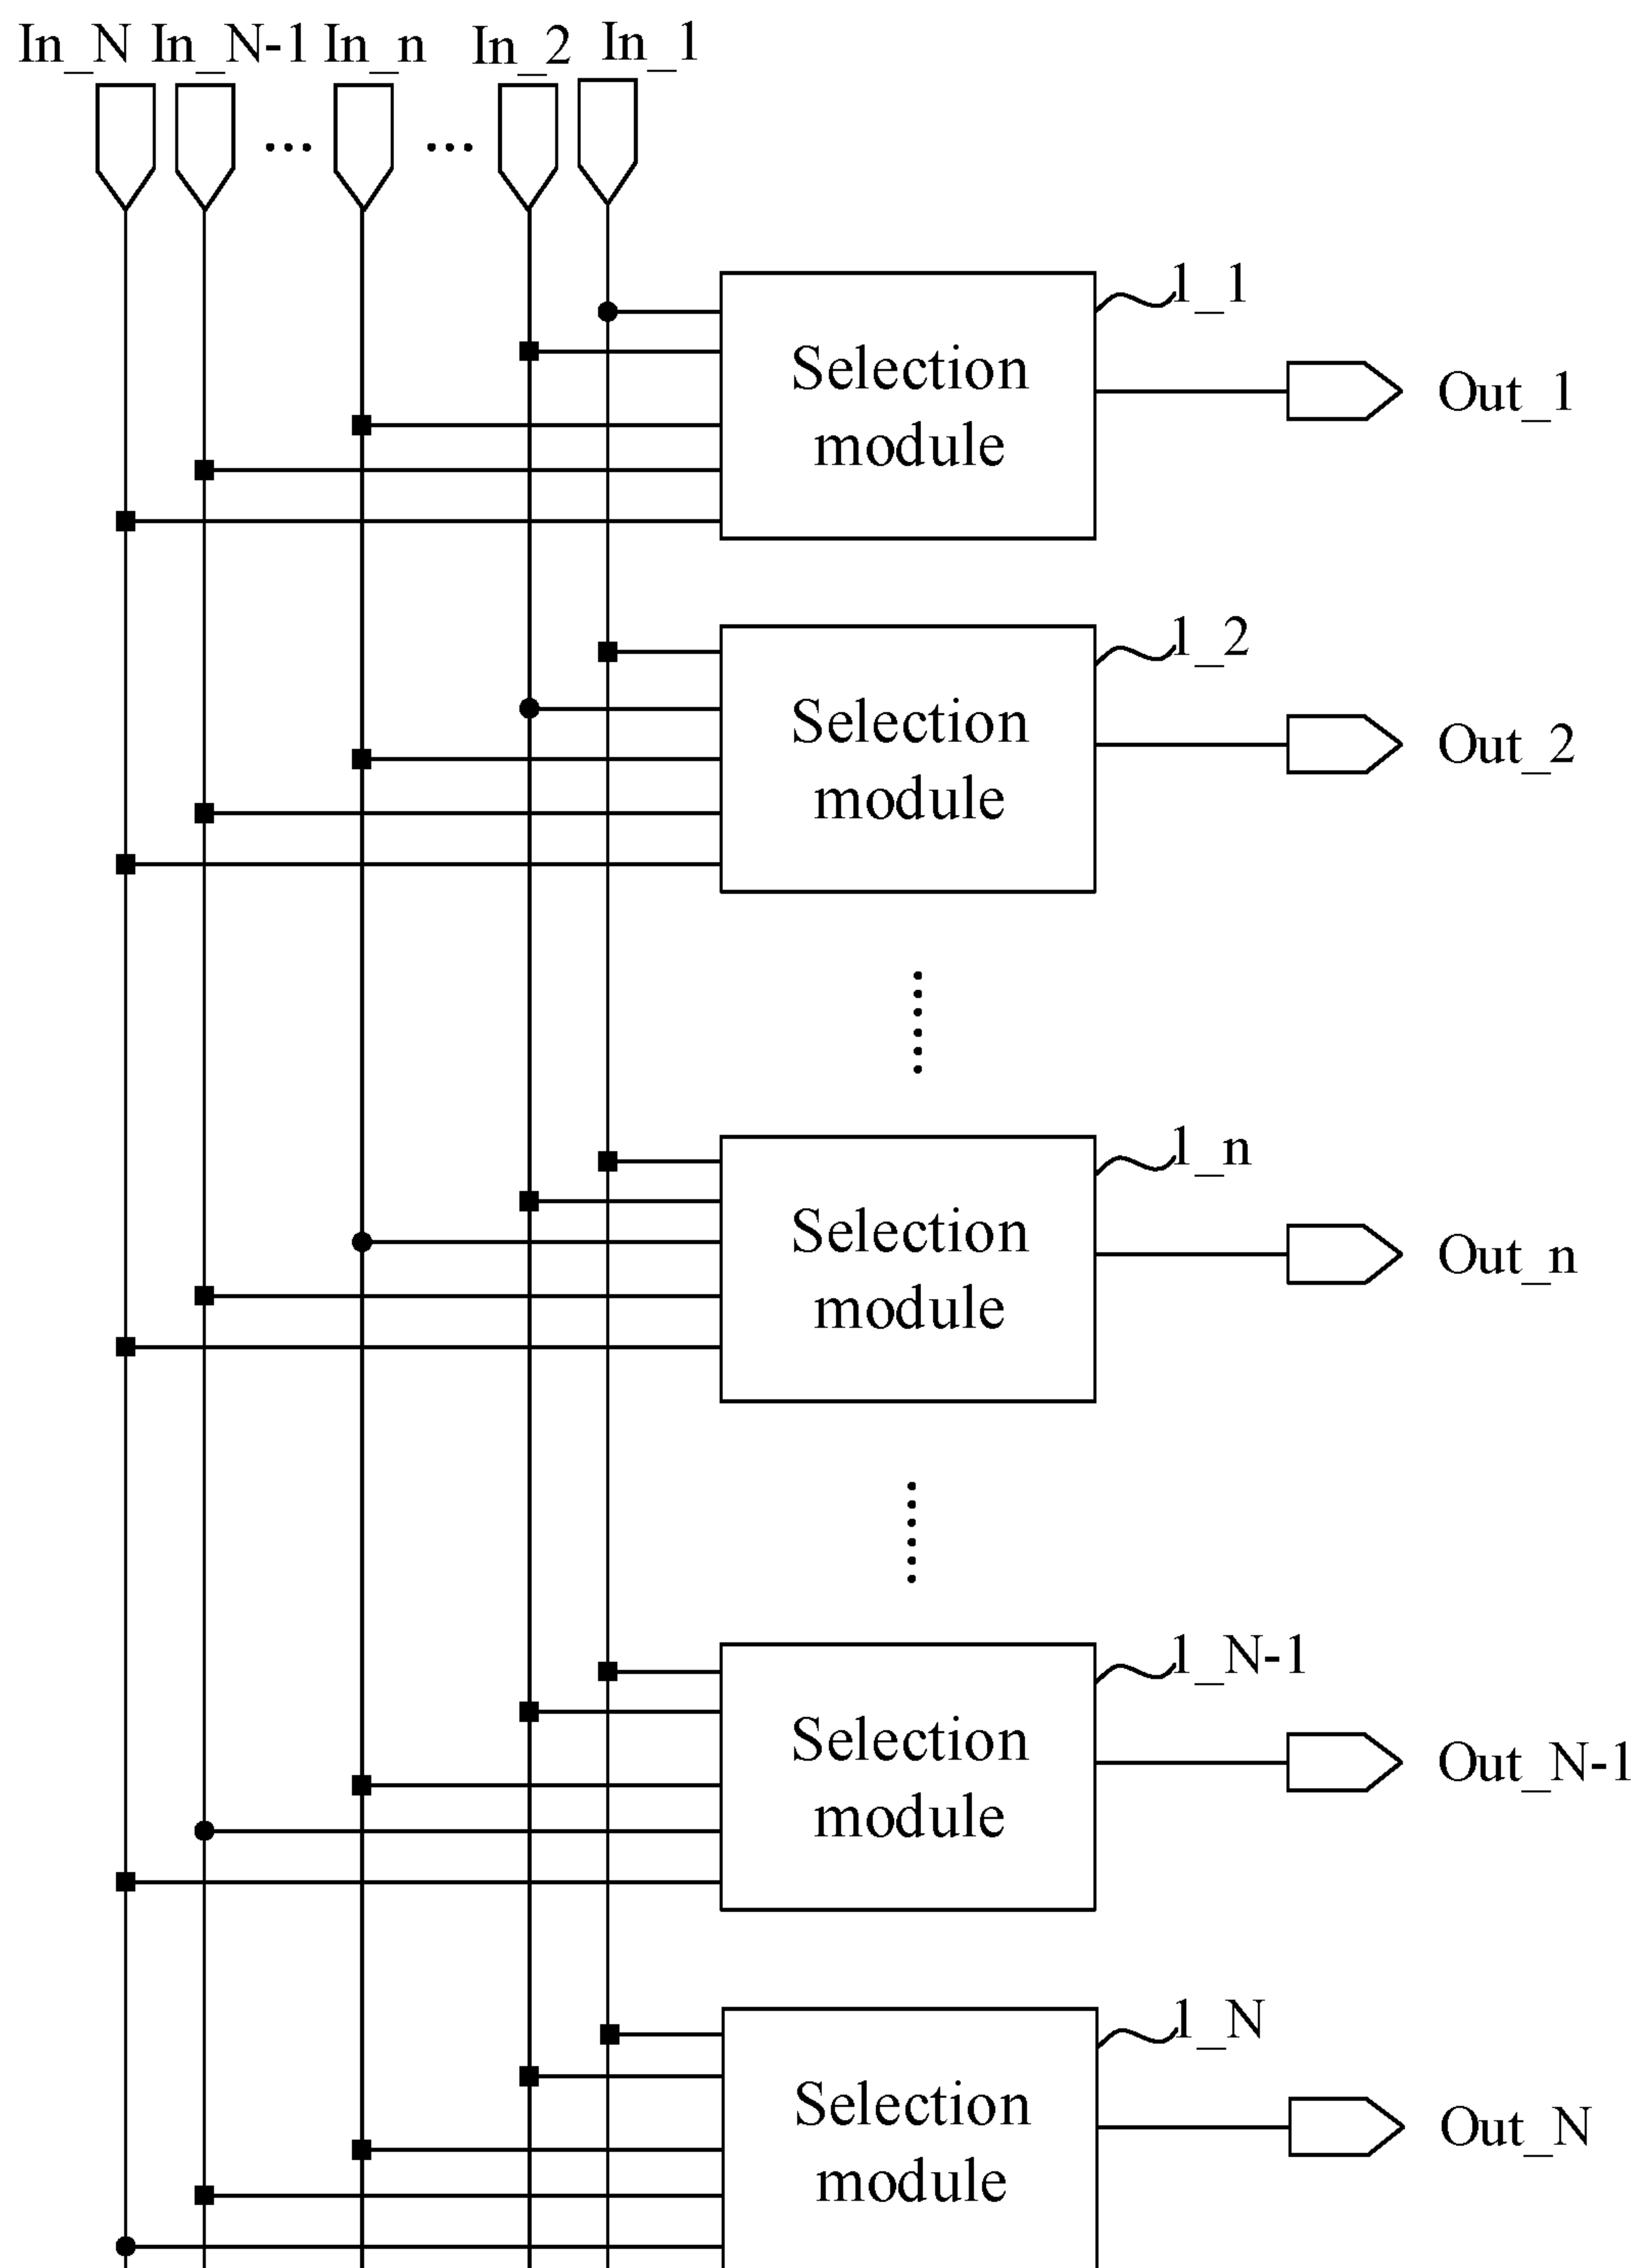 In_N In_N-1 In_n In_2 In_1
... ...
1_1
Selection
module
Out_1
1_2
Selection
module
Out_2
1_n
Selection
module
Out_n
1_N-1
Selection
module
Out_N-1
1_N
Selection
module
Out_N